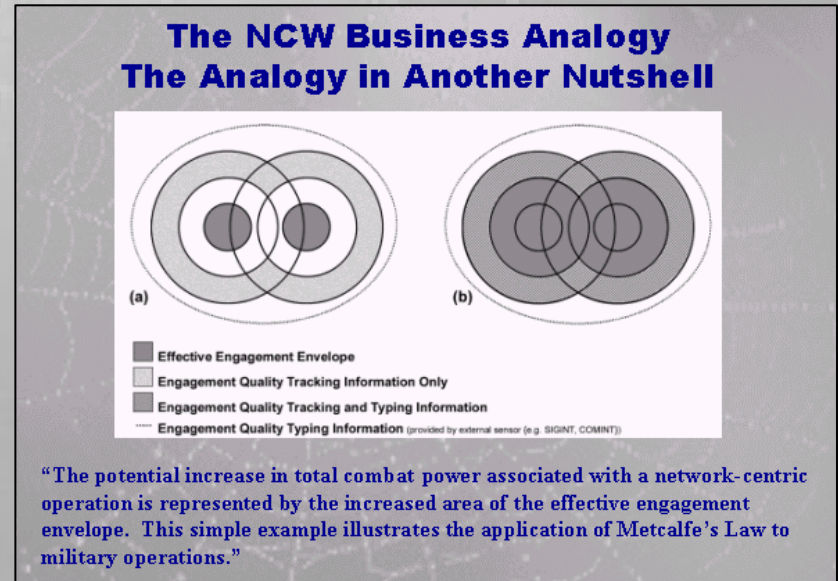 The NCW Business Analogy
The Analogy in Another Nutshell
(a)
(b)
Effective Engagement Envelope
Engagement Quality Tracking Information Only
Engagement Quality Tracking and Typing Information
Engagement Quality Typing Information (provided by external sensor (e.g. SIGINT, COMINT))
“The potential increase in total combat power associated with a network-centric
operation is represented by the increased area of the effective engagement
envelope. This simple example illustrates the application of Metcalfe’s Law to
military operations.”